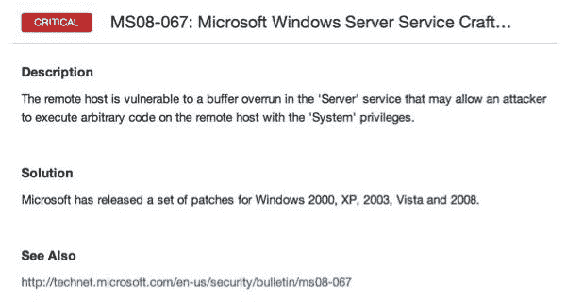 CRITICAL MS08-067: Microsoft Windows Server Service Craft...
Description
The remote host is vulnerable to a buffer overrun in the 'Server' service that may allow an attacker
to execute arbitrary code on the remote host with the 'System' privileges.
Solution
Microsoft has released a set of patches for Windows 2000, XP, 2003, Vista and 2008.
See Also
http://technet.microsoft.com/en-us/security/bulletin/ms08-067